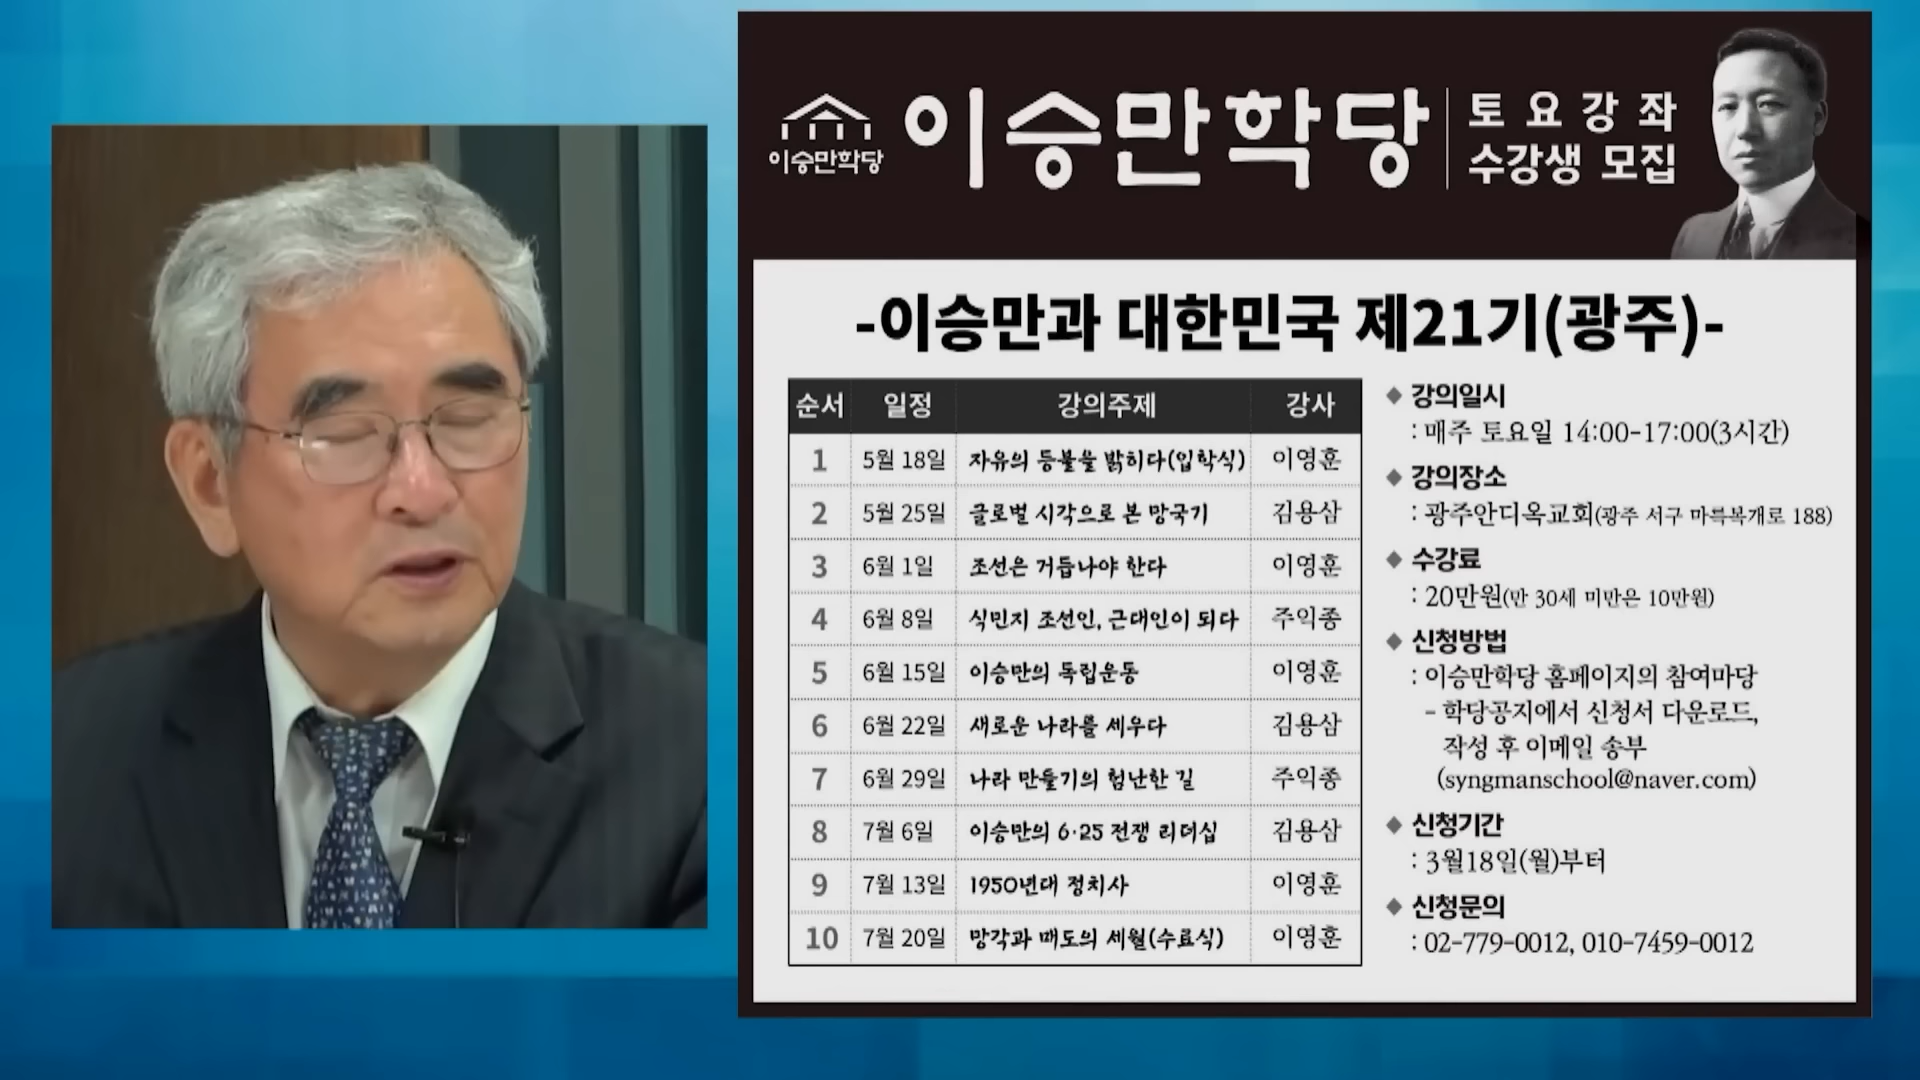 이승만학당
이승만학당
토요강좌
수강생 모집
-이승만과 대한민국 제21기(광주)-
순서 일정 강의주제 강사
1 5월 18일 자유의 등불을 밝히다(입학식) 이영훈
2 5월 25일 글로벌 시각으로 본 망국기 김용삼
3 6월 1일 조선은 거듭나야 한다 이영훈
4 6월 8일 식민지 조선인, 근대인이 되다 주익종
5 6월 15일 이승만의 독립운동 이영훈
6 6월 22일 새로운 나라를 세우다 김용삼
7 6월 29일 나라 만들기의 험난한 길 주익종
8 7월 6일 이승만의 6·25 전쟁 리더십 김용삼
9 7월 13일 1950년대 정치사 이영훈
10 7월 20일 망각과 매도의 세월(수료식) 이영훈
◆ 강의일시
: 매주 토요일 14:00-17:00(3시간)
◆ 강의장소
: 광주안디옥교회(광주 서구 마륵복개로 188)
◆ 수강료
: 20만원(만 30세 미만은 10만원)
◆ 신청방법
: 이승만학당 홈페이지의 참여마당
- 학당공지에서 신청서 다운로드,
작성 후 이메일 송부
(syngmanschool@naver.com)
◆ 신청기간
: 3월18일(월)부터
◆ 신청문의
: 02-779-0012, 010-7459-0012